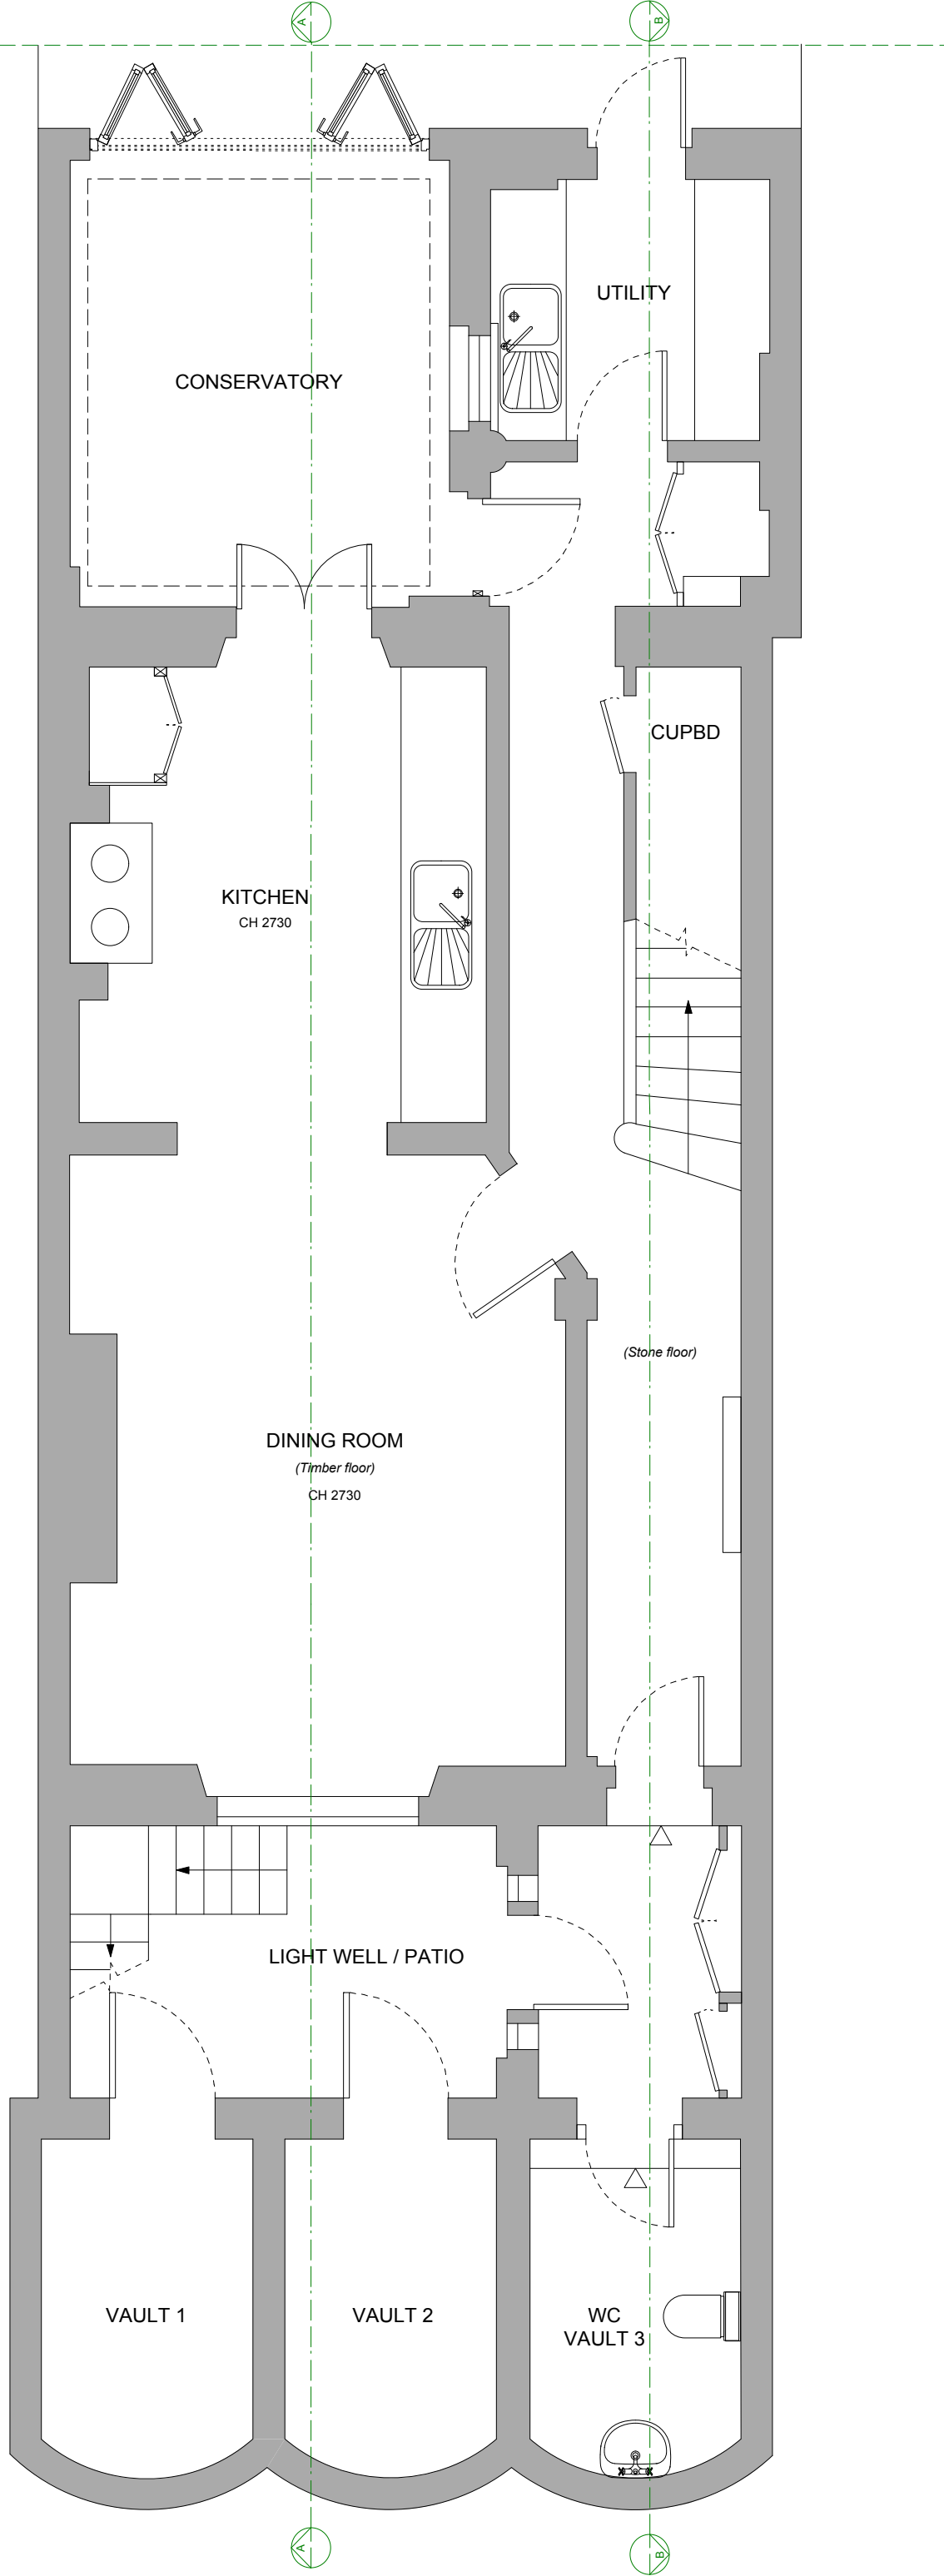 A
B
UTILITY
CONSERVATORY
CUPBD
KITCHEN
CH 2730
(Stone floor)
DINING ROOM
(Timber floor)
CH 2730
LIGHT WELL / PATIO
VAULT 1
VAULT 2
WC
VAULT 3
A
B